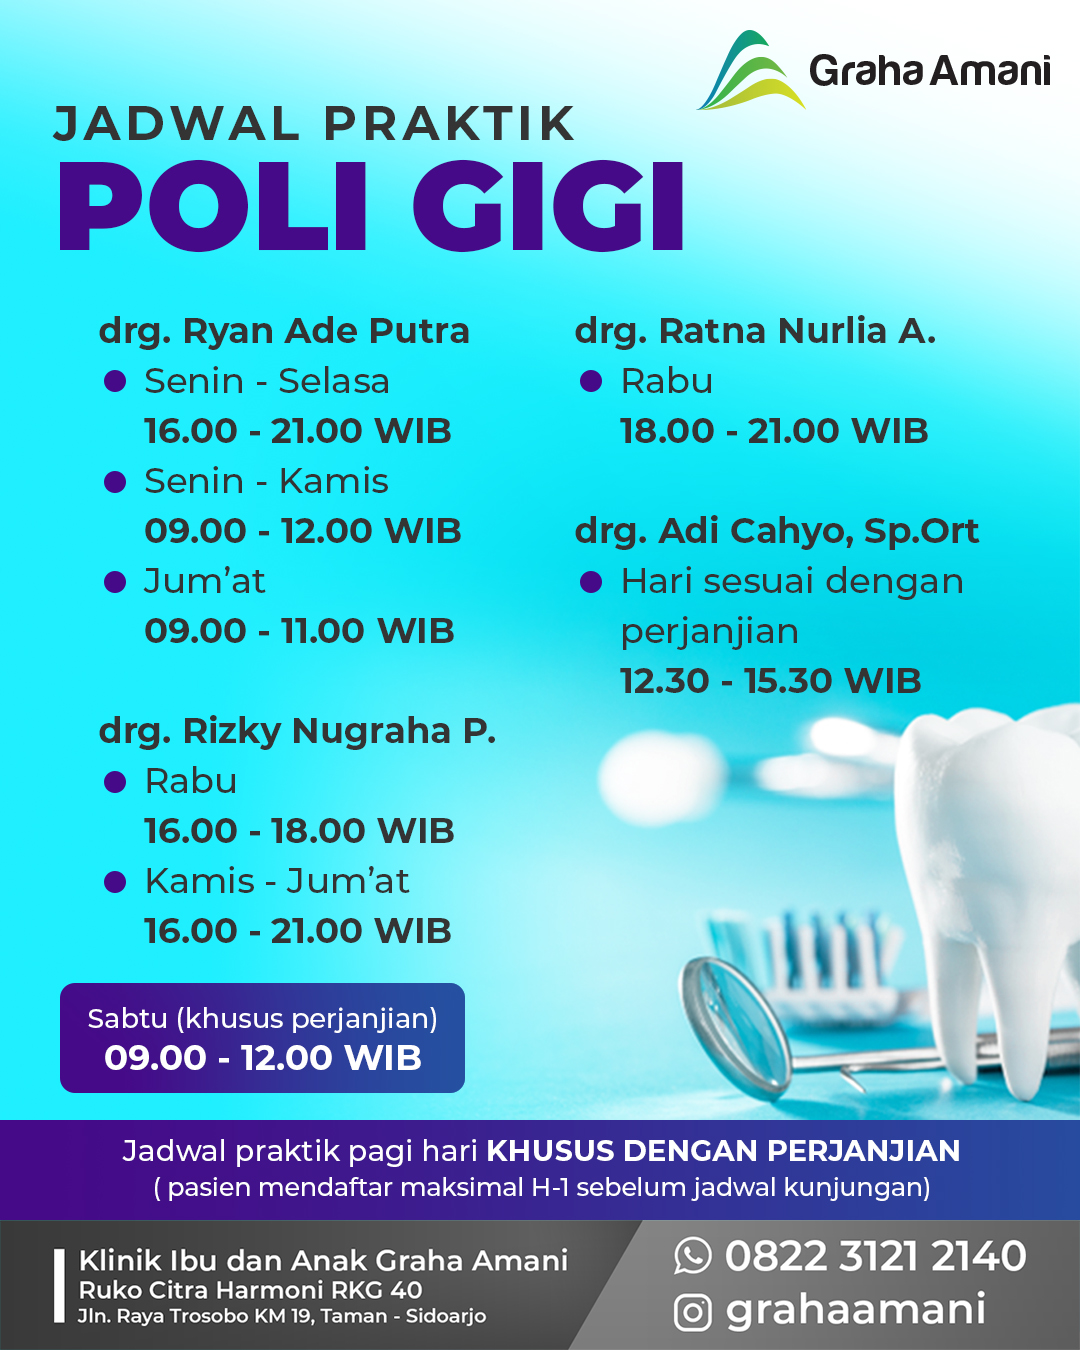 Graha Amani
JADWAL PRAKTIK
POLI GIGI
drg. Ryan Ade Putra
Senin - Selasa
16.00 - 21.00 WIB
Senin - Kamis
09.00 - 12.00 WIB
Jum’at
09.00 - 11.00 WIB
drg. Rizky Nugraha P.
Rabu
16.00 - 18.00 WIB
Kamis - Jum’at
16.00 - 21.00 WIB
drg. Ratna Nurlia A.
Rabu
18.00 - 21.00 WIB
drg. Adi Cahyo, Sp.Ort
Hari sesuai dengan
perjanjian
12.30 - 15.30 WIB
Sabtu (khusus perjanjian)
09.00 - 12.00 WIB
Jadwal praktik pagi hari KHUSUS DENGAN PERJANJIAN
( pasien mendaftar maksimal H-1 sebelum jadwal kunjungan)
Klinik Ibu dan Anak Graha Amani
Ruko Citra Harmoni RKG 40
Jln. Raya Trosobo KM 19, Taman - Sidoarjo
0822 3121 2140
grahaamani